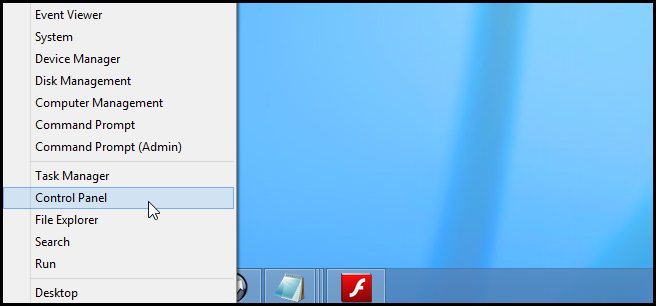 Event Viewer
System
Device Manager
Disk Management
Computer Management
Command Prompt
Command Prompt (Admin)
Task Manager
Control Panel
File Explorer
Search
Run
Desktop